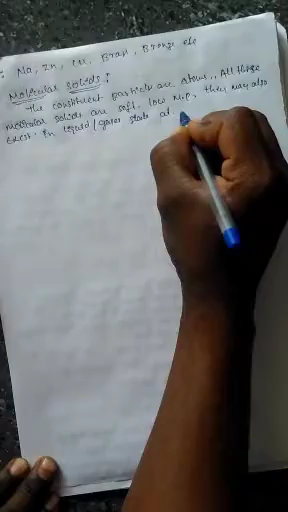 : Na, Zn, Cu, Brass, Bronze etc
Molecular solids :
The constituent particles are atoms,. All these
molecular solids are soft, low M.P, they may also
exist in liquid/gases state at